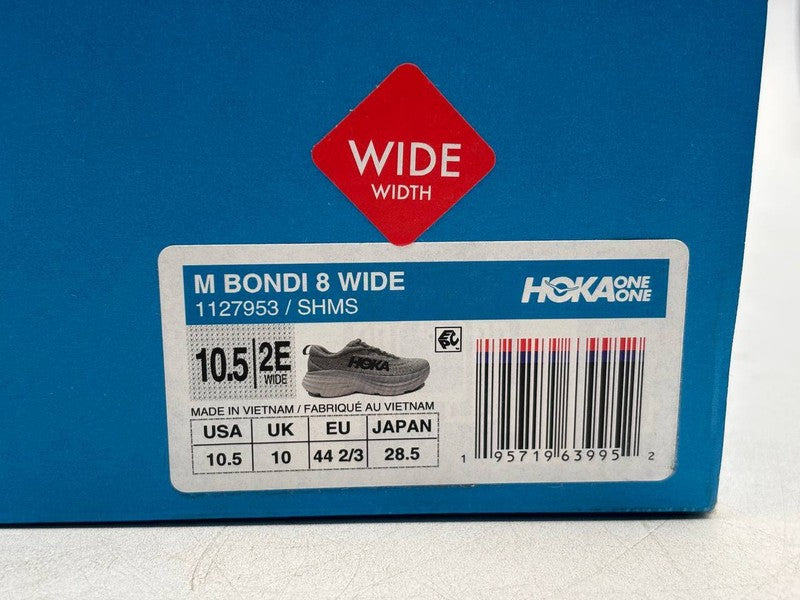 WIDE
WIDTH
M BONDI 8 WIDE
1127953 / SHMS
HOKA ONE ONE
10.5 2E WIDE
HOKA
MADE IN VIETNAM / FABRIQUÉ AU VIETNAM
USA UK EU JAPAN
10.5 10 44 2/3 28.5
1 95719 63995 2